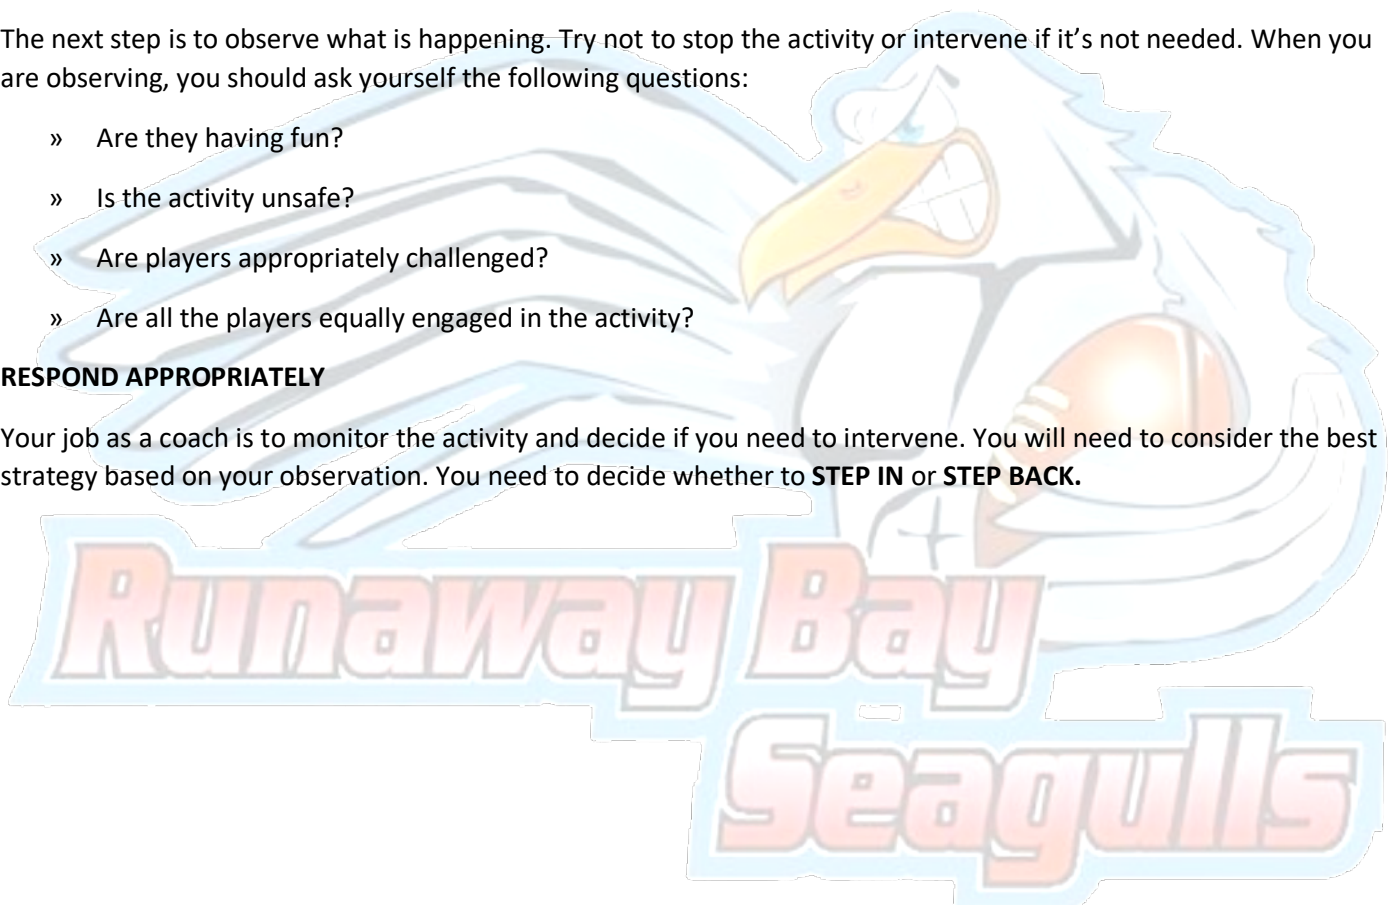 The next step is to observe what is happening. Try not to stop the activity or intervene if it’s not needed. When you
are observing, you should ask yourself the following questions:
» Are they having fun?
» Is the activity unsafe?
» Are players appropriately challenged?
» Are all the players equally engaged in the activity?
RESPOND APPROPRIATELY
Your job as a coach is to monitor the activity and decide if you need to intervene. You will need to consider the best
strategy based on your observation. You need to decide whether to STEP IN or STEP BACK.
Runaway Bay
Seagulls